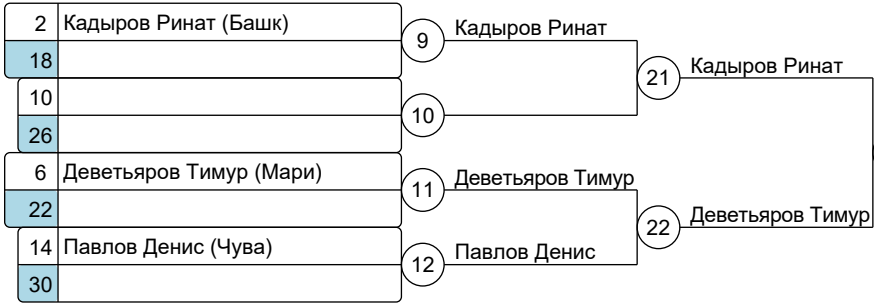 2 Кадыров Ринат (Башк)
9 Кадыров Ринат
18
21 Кадыров Ринат
10
10
26
6 Деветьяров Тимур (Мари)
11 Деветьяров Тимур
22
22 Деветьяров Тимур
14 Павлов Денис (Чува)
12 Павлов Денис
30